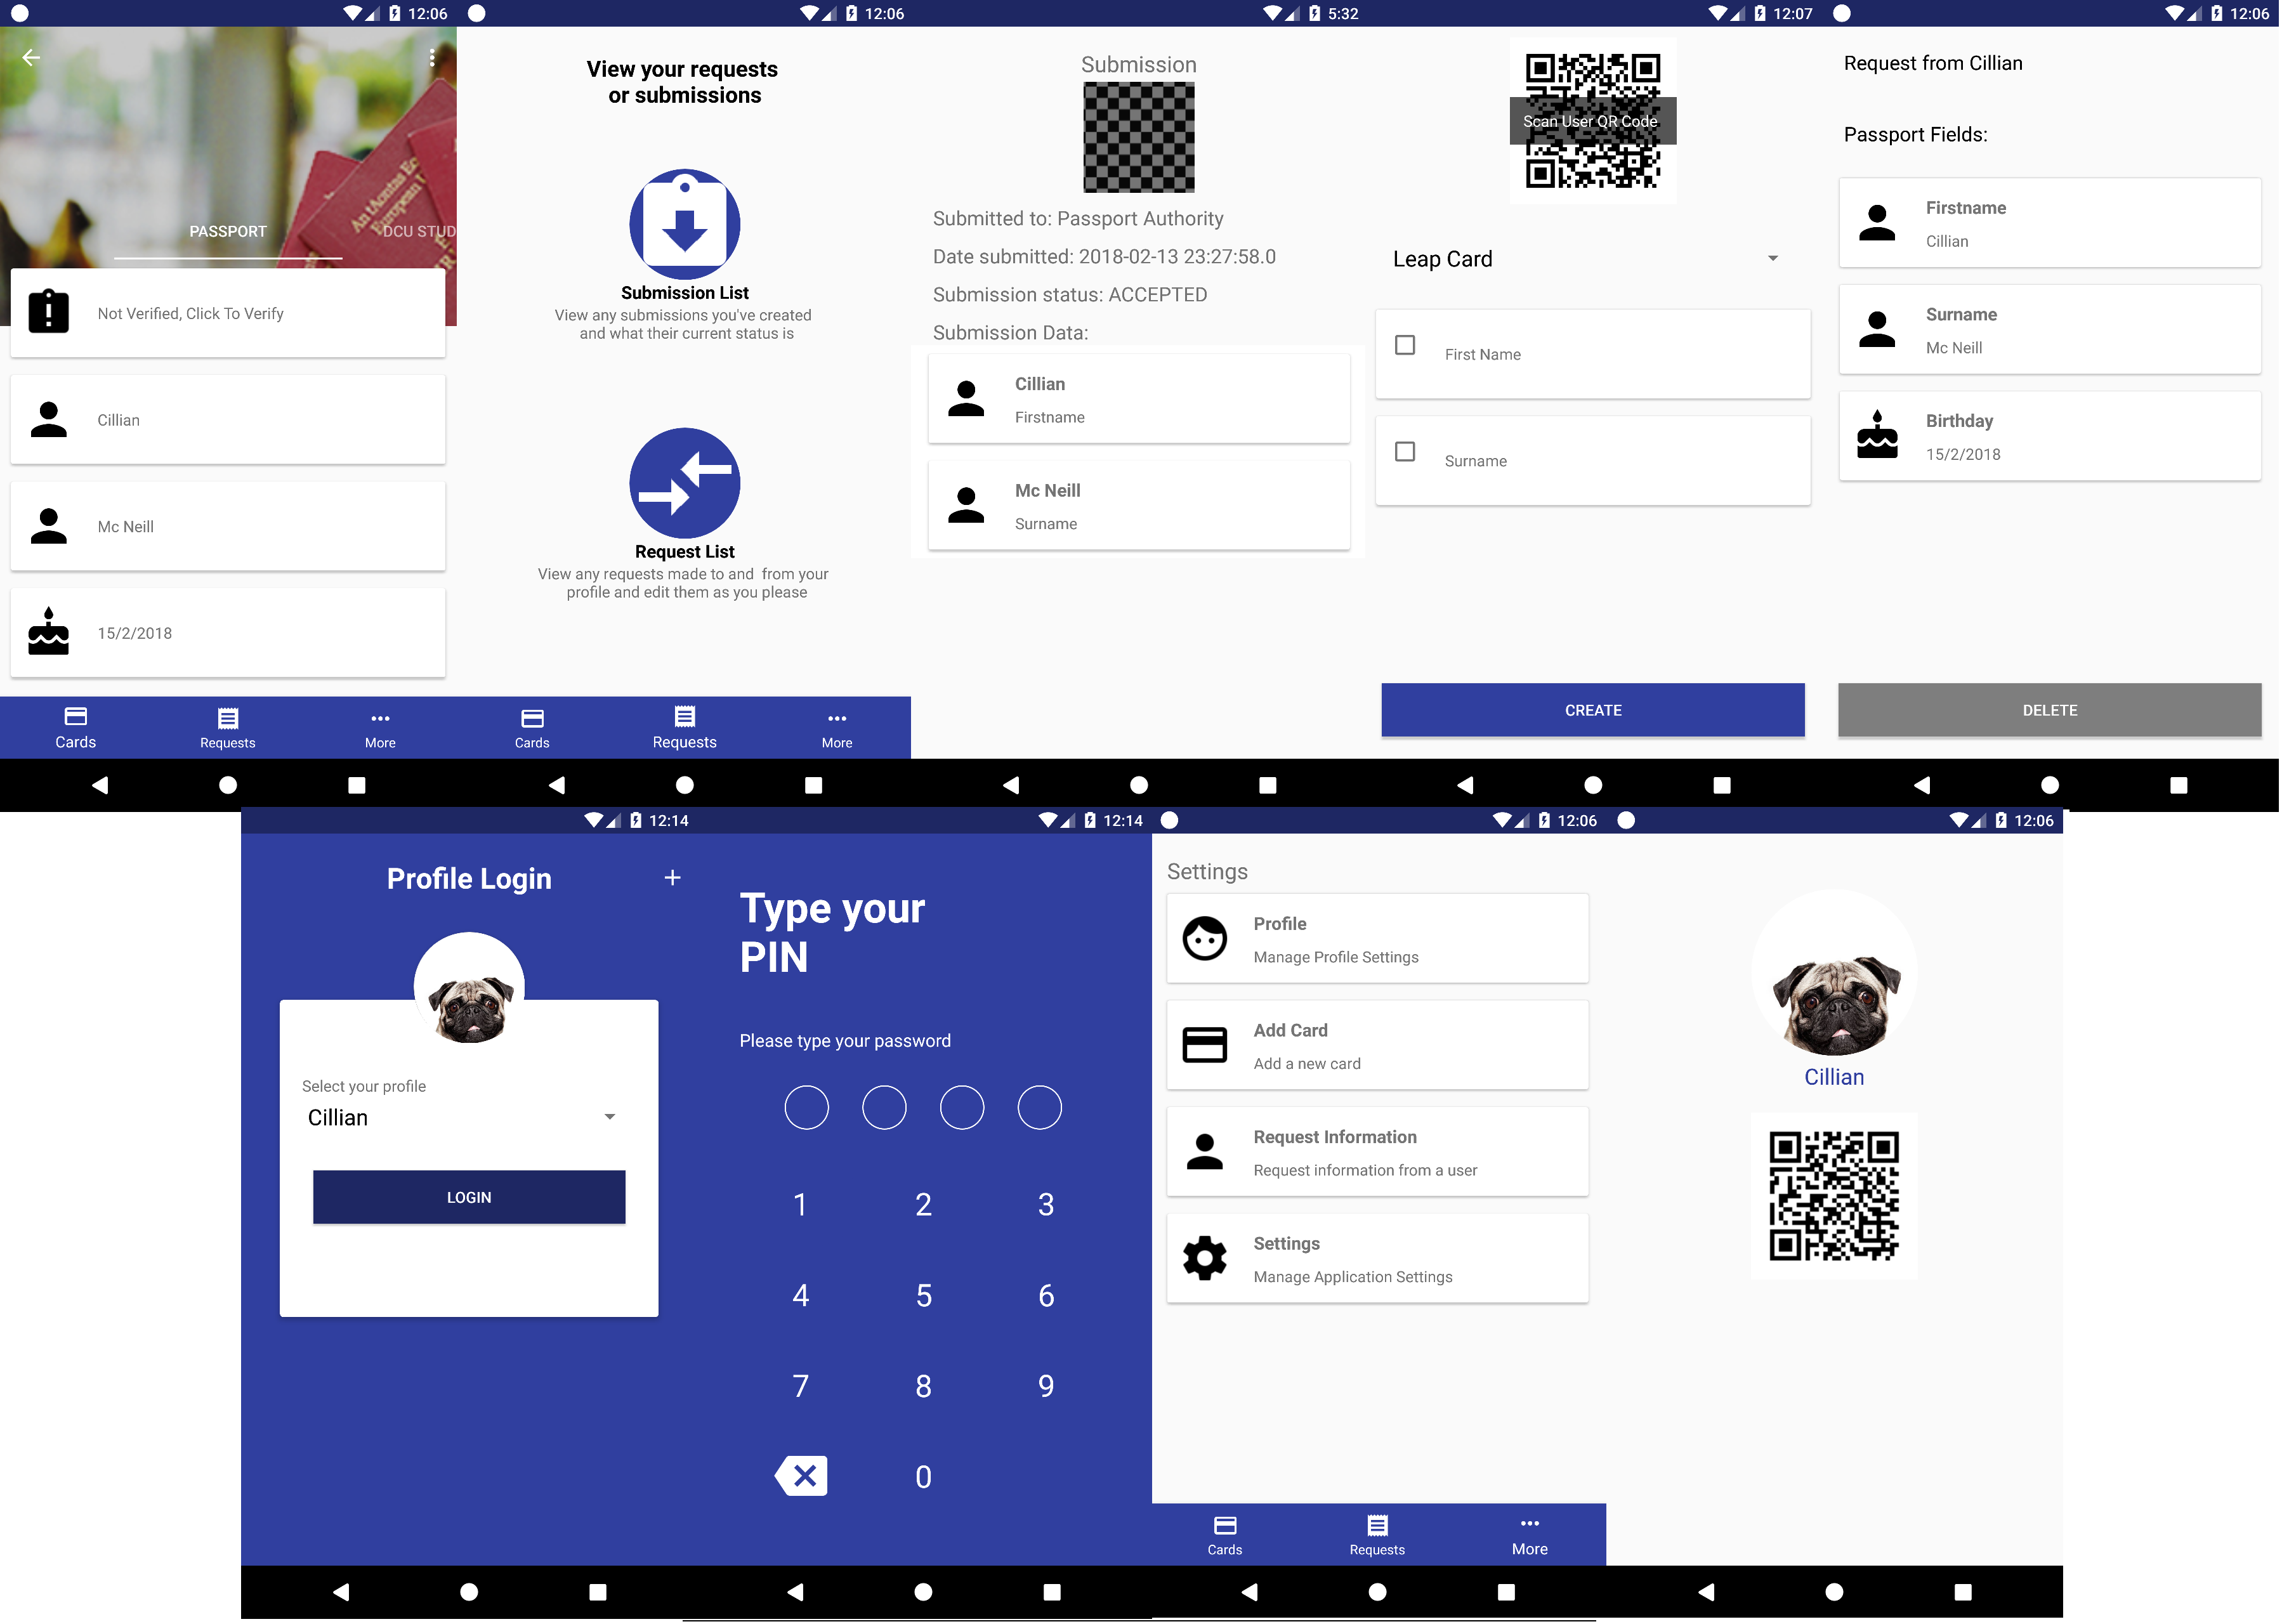 12:06
PASSPORT
DCU STUD
Not Verified, Click To Verify
Cillian
Mc Neill
15/2/2018
Cards
Requests
More
12:06
View your requests
or submissions
Submission List
View any submissions you've created
and what their current status is
Request List
View any requests made to and  from your
profile and edit them as you please
Cards
Requests
More
5:32
Submission
Submitted to: Passport Authority
Date submitted: 2018-02-13 23:27:58.0
Submission status: ACCEPTED
Submission Data:
Cillian
Firstname
Mc Neill
Surname
12:07
Scan User QR Code
Leap Card
First Name
Surname
CREATE
12:06
Request from Cillian
Passport Fields:
Firstname
Cillian
Surname
Mc Neill
Birthday
15/2/2018
DELETE
12:14
Profile Login
+
Select your profile
Cillian
LOGIN
12:14
Type your
PIN
Please type your password
1 2 3
4 5 6
7 8 9
0
12:06
Settings
Profile
Manage Profile Settings
Add Card
Add a new card
Request Information
Request information from a user
Settings
Manage Application Settings
Cards
Requests
More
12:06
Cillian